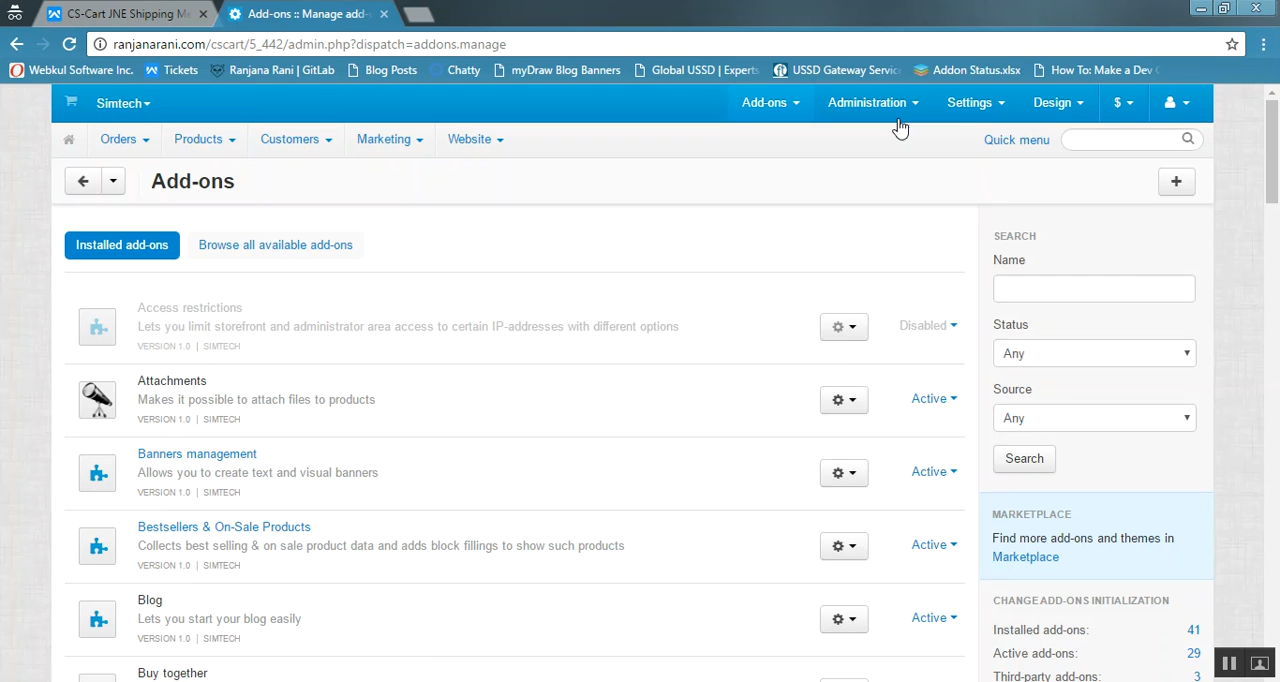 CS-Cart JNE Shipping Me
Add-ons :: Manage add-
ranjanarani.com/cscart/5_442/admin.php?dispatch=addons.manage
Webkul Software Inc. Tickets Ranjana Rani | GitLab Blog Posts Chatty myDraw Blog Banners Global USSD | Experts USSD Gateway Servic Addon Status.xlsx How To: Make a Dev C
Simtech Add-ons Administration Settings Design $
Orders Products Customers Marketing Website Quick menu
Add-ons
Installed add-ons Browse all available add-ons
Access restrictions
Lets you limit storefront and administrator area access to certain IP-addresses with different options
VERSION 1.0 | SIMTECH
Disabled
Attachments
Makes it possible to attach files to products
VERSION 1.0 | SIMTECH
Active
Banners management
Allows you to create text and visual banners
VERSION 1.0 | SIMTECH
Active
Bestsellers & On-Sale Products
Collects best selling & on sale product data and adds block fillings to show such products
VERSION 1.0 | SIMTECH
Active
Blog
Lets you start your blog easily
VERSION 1.0 | SIMTECH
Active
Buy together
SEARCH
Name
Status
Any
Source
Any
Search
MARKETPLACE
Find more add-ons and themes in
Marketplace
CHANGE ADD-ONS INITIALIZATION
Installed add-ons: 41
Active add-ons: 29
Third-party add-ons: 3